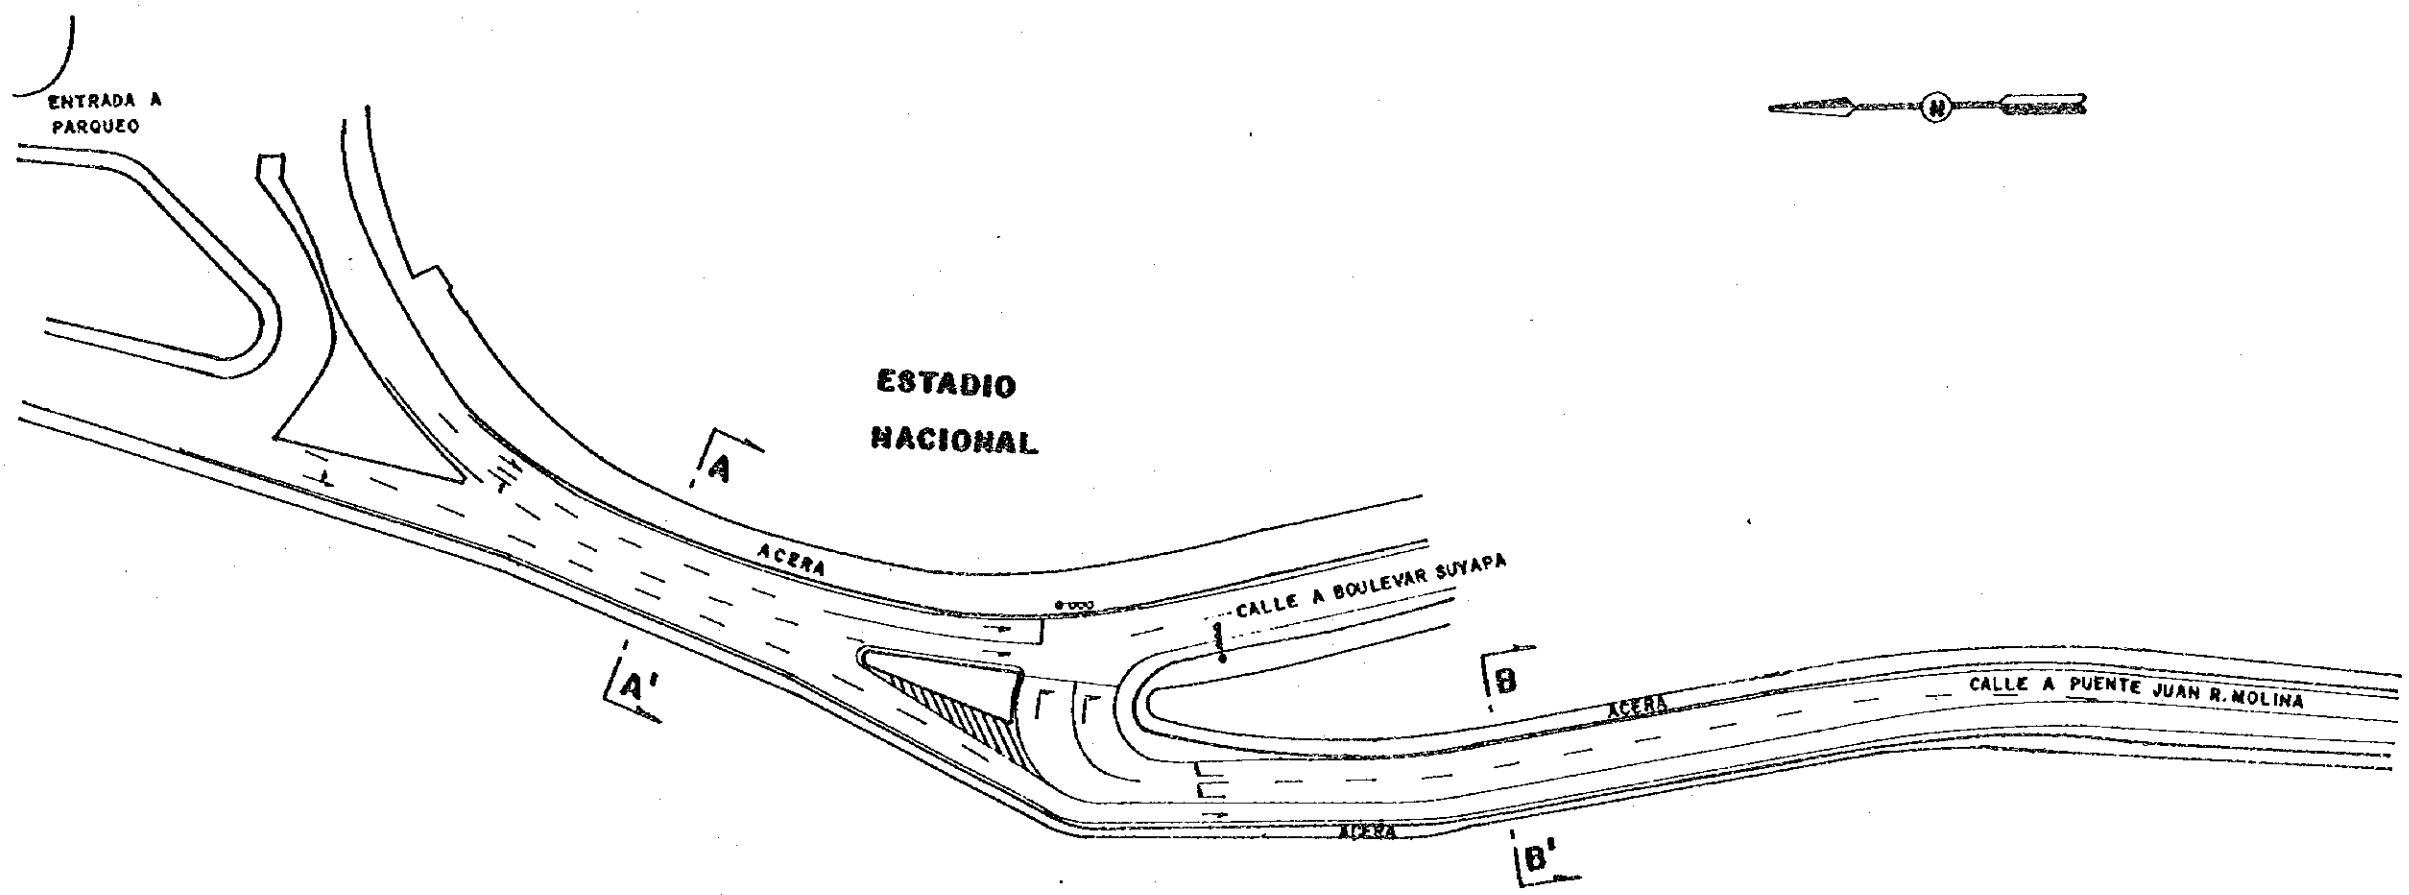 ENTRADA A
PARQUEO
N
ESTADIO
NACIONAL
A
ACERA
CALLE A BOULEVAR SUYAPA
A'
B
ACERA
CALLE A PUENTE JUAN R. MOLINA
ACERA
B'